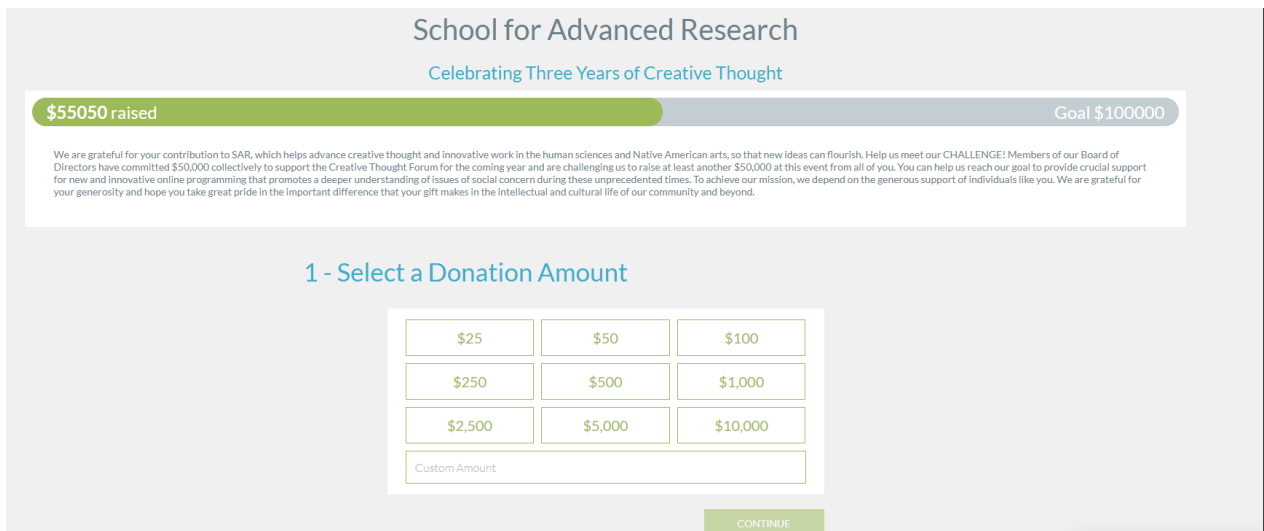 School for Advanced Research
Celebrating Three Years of Creative Thought
$55050 raised Goal $100000
We are grateful for your contribution to SAR, which helps advance creative thought and innovative work in the human sciences and Native American arts, so that new ideas can flourish. Help us meet our CHALLENGE! Members of our Board of
Directors have committed $50,000 collectively to support the Creative Thought Forum for the coming year and are challenging us to raise at least another $50,000 at this event from all of you. You can help us reach our goal to provide crucial support
for new and innovative online programming that promotes a deeper understanding of issues of social concern during these unprecedented times. To achieve our mission, we depend on the generous support of individuals like you. We are grateful for
your generosity and hope you take great pride in the important difference that your gift makes in the intellectual and cultural life of our community and beyond.
1 - Select a Donation Amount
$25 $50 $100
$250 $500 $1,000
$2,500 $5,000 $10,000
Custom Amount
CONTINUE